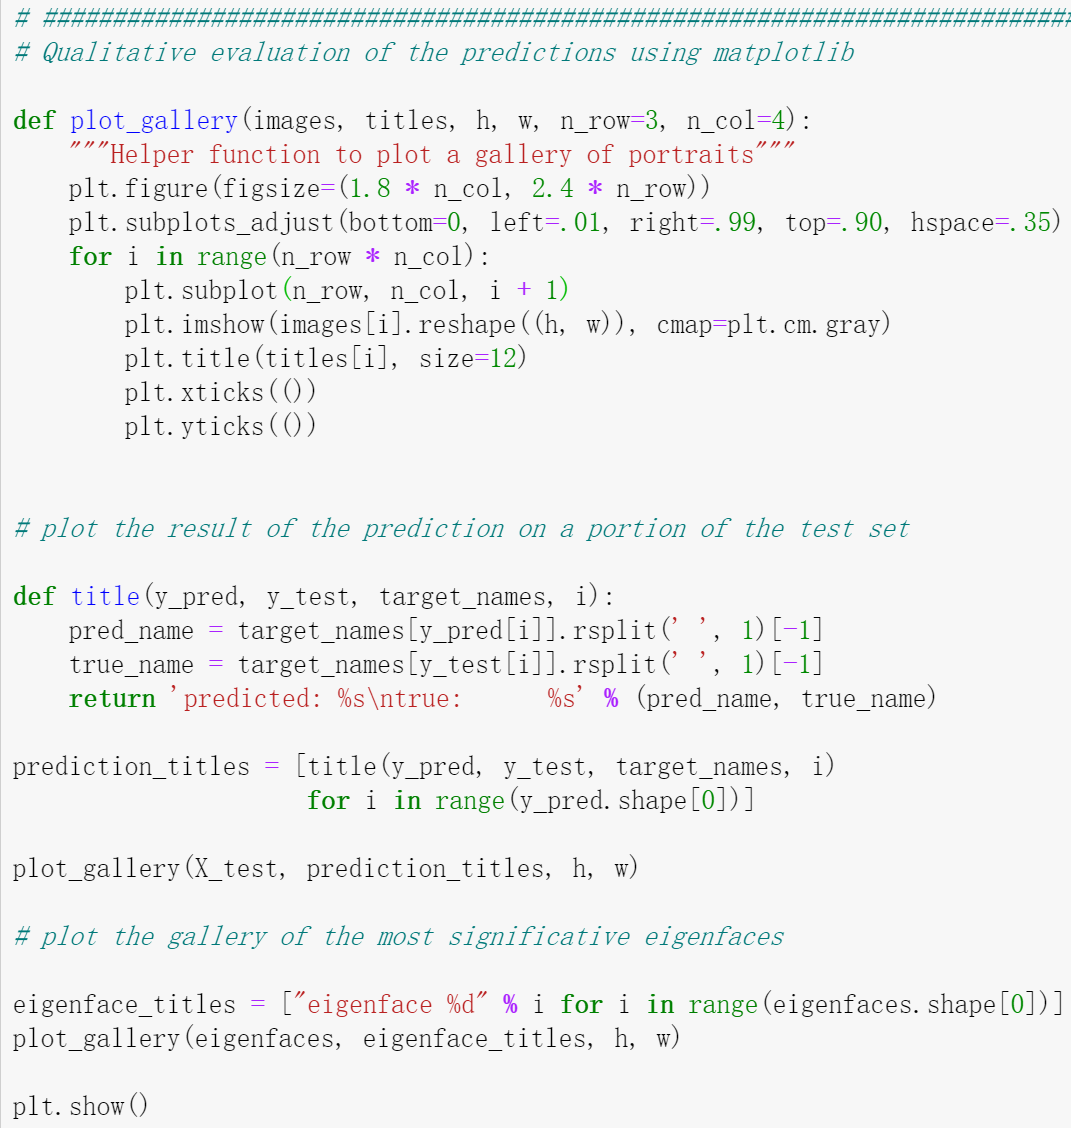 # #########################################################################
# Qualitative evaluation of the predictions using matplotlib
def plot_gallery(images, titles, h, w, n_row=3, n_col=4):
    """Helper function to plot a gallery of portraits"""
    plt.figure(figsize=(1.8 * n_col, 2.4 * n_row))
    plt.subplots_adjust(bottom=0, left=.01, right=.99, top=.90, hspace=.35)
    for i in range(n_row * n_col):
        plt.subplot(n_row, n_col, i + 1)
        plt.imshow(images[i].reshape((h, w)), cmap=plt.cm.gray)
        plt.title(titles[i], size=12)
        plt.xticks(())
        plt.yticks(())
# plot the result of the prediction on a portion of the test set
def title(y_pred, y_test, target_names, i):
    pred_name = target_names[y_pred[i]].rsplit(' ', 1)[-1]
    true_name = target_names[y_test[i]].rsplit(' ', 1)[-1]
    return 'predicted: %s\ntrue:      %s' % (pred_name, true_name)
prediction_titles = [title(y_pred, y_test, target_names, i)
                     for i in range(y_pred.shape[0])]
plot_gallery(X_test, prediction_titles, h, w)
# plot the gallery of the most significative eigenfaces
eigenface_titles = ["eigenface %d" % i for i in range(eigenfaces.shape[0])]
plot_gallery(eigenfaces, eigenface_titles, h, w)
plt.show()